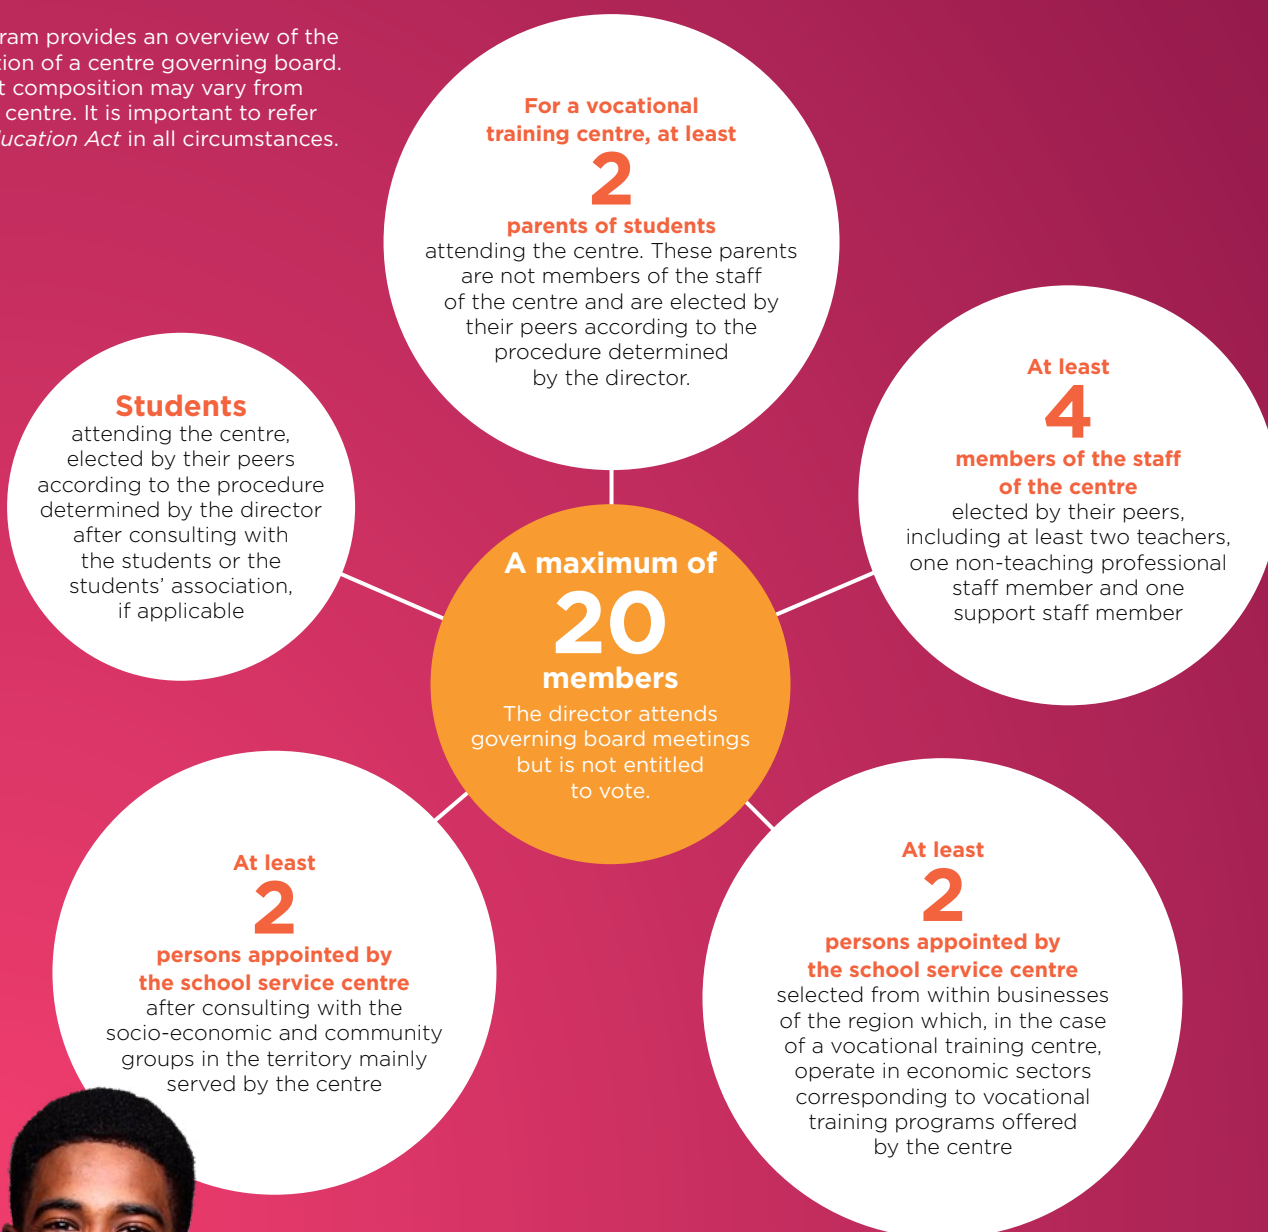 provides an overview of the
of a centre governing board.
composition may vary from
centre. It is important to refer
Act in all circumstances.
For a vocational
training centre, at least
2
parents of students
attending the centre. These parents
are not members of the staff
of the centre and are elected by
their peers according to the
procedure determined
by the director.
At least
4
members of the staff
of the centre
elected by their peers,
including at least two teachers,
one non-teaching professional
staff member and one
support staff member
Students
attending the centre,
elected by their peers
according to the procedure
determined by the director
after consulting with
the students or the
students’ association,
if applicable
A maximum of
20
members
The director attends
governing board meetings
but is not entitled
to vote.
At least
2
persons appointed by
the school service centre
after consulting with the
socio-economic and community
groups in the territory mainly
served by the centre
At least
2
persons appointed by
the school service centre
selected from within businesses
of the region which, in the case
of a vocational training centre,
operate in economic sectors
corresponding to vocational
training programs offered
by the centre